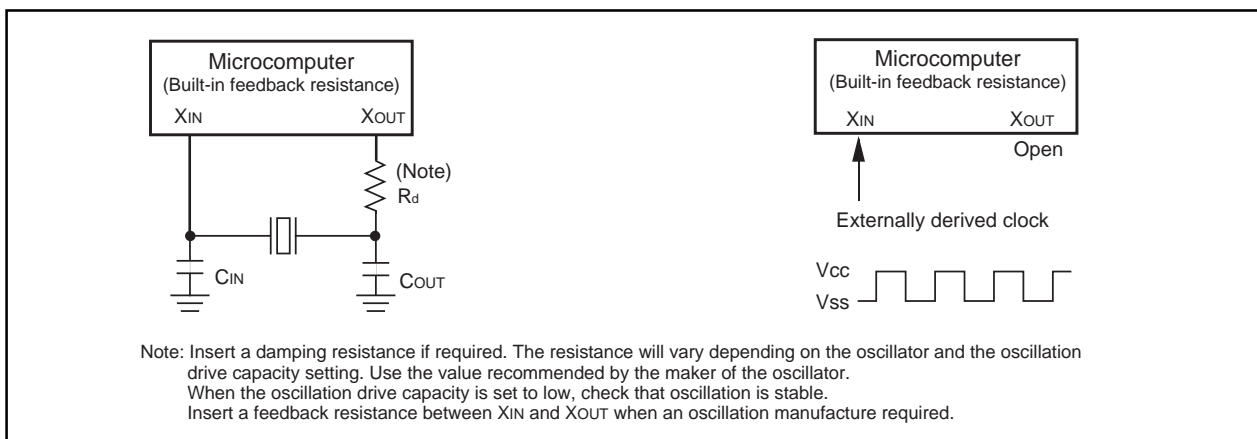 Microcomputer
(Built-in feedback resistance)
XIN XOUT
(Note)
Rd
CIN
COUT
Microcomputer
(Built-in feedback resistance)
XIN XOUT
Open
Externally derived clock
Vcc
Vss
Note: Insert a damping resistance if required. The resistance will vary depending on the oscillator and the oscillation
drive capacity setting. Use the value recommended by the maker of the oscillator.
When the oscillation drive capacity is set to low, check that oscillation is stable.
Insert a feedback resistance between XIN and XOUT when an oscillation manufacture required.